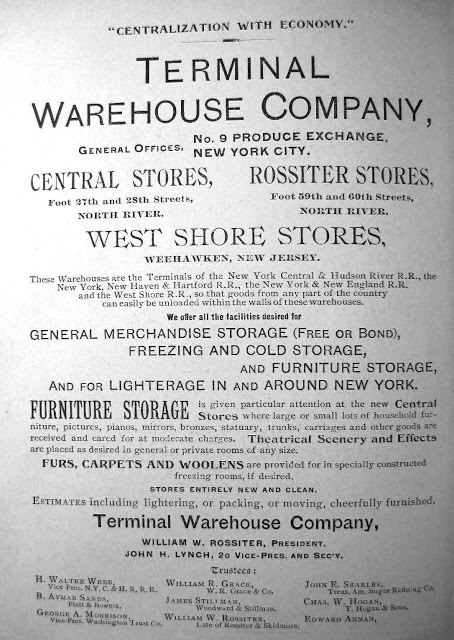 "CENTRALIZATION WITH ECONOMY."
TERMINAL
WAREHOUSE COMPANY,
GENERAL OFFICES, No. 9 PRODUCE EXCHANGE,
NEW YORK CITY.
CENTRAL STORES, ROSSITER STORES,
Foot 27th and 28th Streets, Foot 59th and 60th Streets,
NORTH RIVER. NORTH RIVER.
WEST SHORE STORES,
WEEHAWKEN, NEW JERSEY.
These Warehouses are the Terminals of the New York Central & Hudson River R.R., the
New York, New Haven & Hartford R.R., the New York & New England R.R.
and the West Shore R.R., so that goods from any part of the country
can easily be unloaded within the walls of these warehouses.
We offer all the facilities desired for
GENERAL MERCHANDISE STORAGE (FREE OR BOND),
FREEZING AND COLD STORAGE,
AND FURNITURE STORAGE,
AND FOR LIGHTERAGE IN AND AROUND NEW YORK.
FURNITURE STORAGE is given particular attention at the new Central
Stores where large or small lots of household fur-
niture, pictures, pianos, mirrors, bronzes, statuary, trunks, carriages and other goods are
received and cared for at moderate charges. Theatrical Scenery and Effects
are placed as desired in general or private rooms of any size.
FURS, CARPETS AND WOOLENS are provided for in specially constructed
freezing rooms, if desired.
STORES ENTIRELY NEW AND CLEAN.
ESTIMATES including lightering, or packing, or moving, cheerfully furnished.
Terminal Warehouse Company,
WILLIAM W. ROSSITER, PRESIDENT.
JOHN H. LYNCH, 2D VICE-PRES. AND SEC'Y.
Trustees:
H. WALTER WEBB, WILLIAM R. GRACE, JOHN E. SEARLES,
Vice-Pres. N.Y.C. & H.R.R.R. W. R. Grace & Co. Treas. Am. Sugar Refining Co.
B. AYMAR SANDS, JAMES STILLMAN, CHAS. W. HOGAN,
Platt & Bowers. Woodward & Stillman. T. Hogan & Sons.
GEORGE A. MORRISON, WILLIAM W. ROSSITER, EDWARD ANNAN,
Vice-Pres. Washington Trust Co. Late of Rossiter & Skidmore.